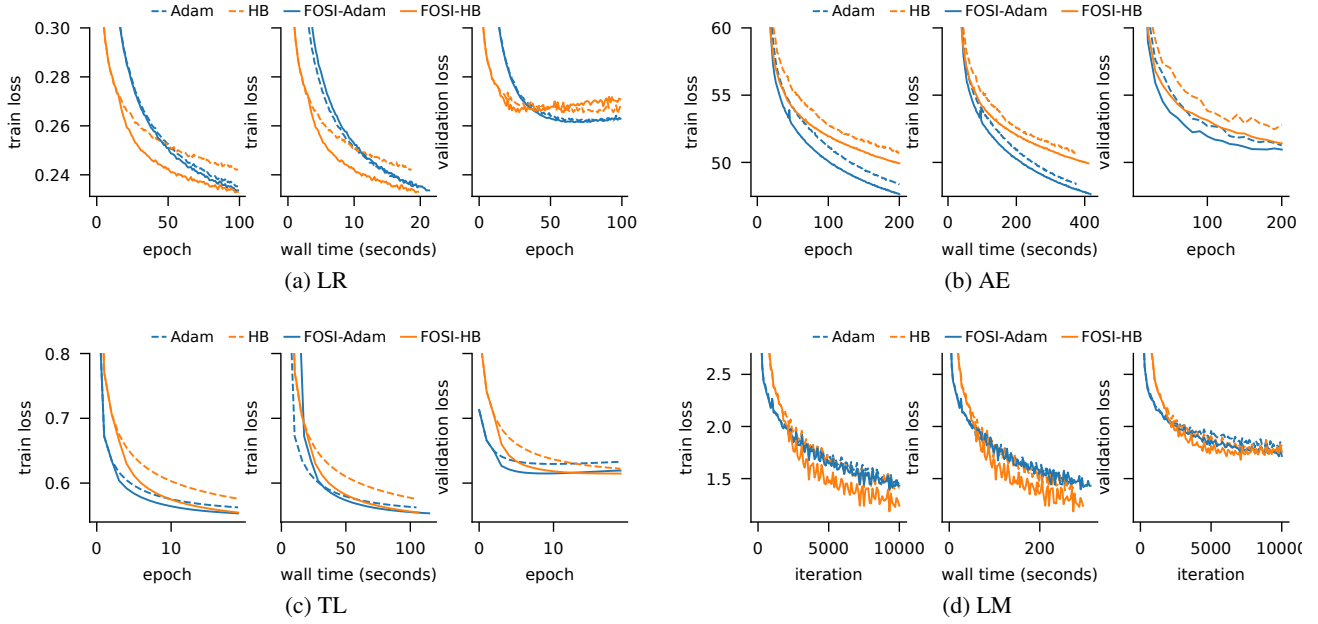 Adam HB FOSI-Adam FOSI-HB
0.30
0.28
0.26
0.24
train loss
0 50 100
epoch
train loss
0 10 20
wall time (seconds)
validation loss
0 50 100
epoch
(a) LR
Adam HB FOSI-Adam FOSI-HB
60
55
50
train loss
0 100 200
epoch
train loss
0 200 400
wall time (seconds)
validation loss
100 200
epoch
(b) AE
Adam HB FOSI-Adam FOSI-HB
0.8
0.7
0.6
train loss
0 10
epoch
train loss
0 50 100
wall time (seconds)
validation loss
0 10
epoch
(c) TL
Adam HB FOSI-Adam FOSI-HB
2.5
2.0
1.5
train loss
0 5000 10000
iteration
train loss
0 200
wall time (seconds)
validation loss
0 5000 1000
iteration
(d) LM